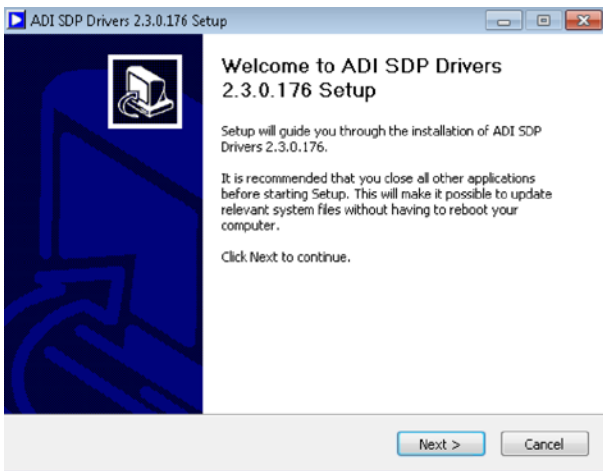 ADI SDP Drivers 2.3.0.176 Setup
Welcome to ADI SDP Drivers
2.3.0.176 Setup
Setup will guide you through the installation of ADI SDP
Drivers 2.3.0.176.
It is recommended that you close all other applications
before starting Setup. This will make it possible to update
relevant system files without having to reboot your
computer.
Click Next to continue.
Next >
Cancel